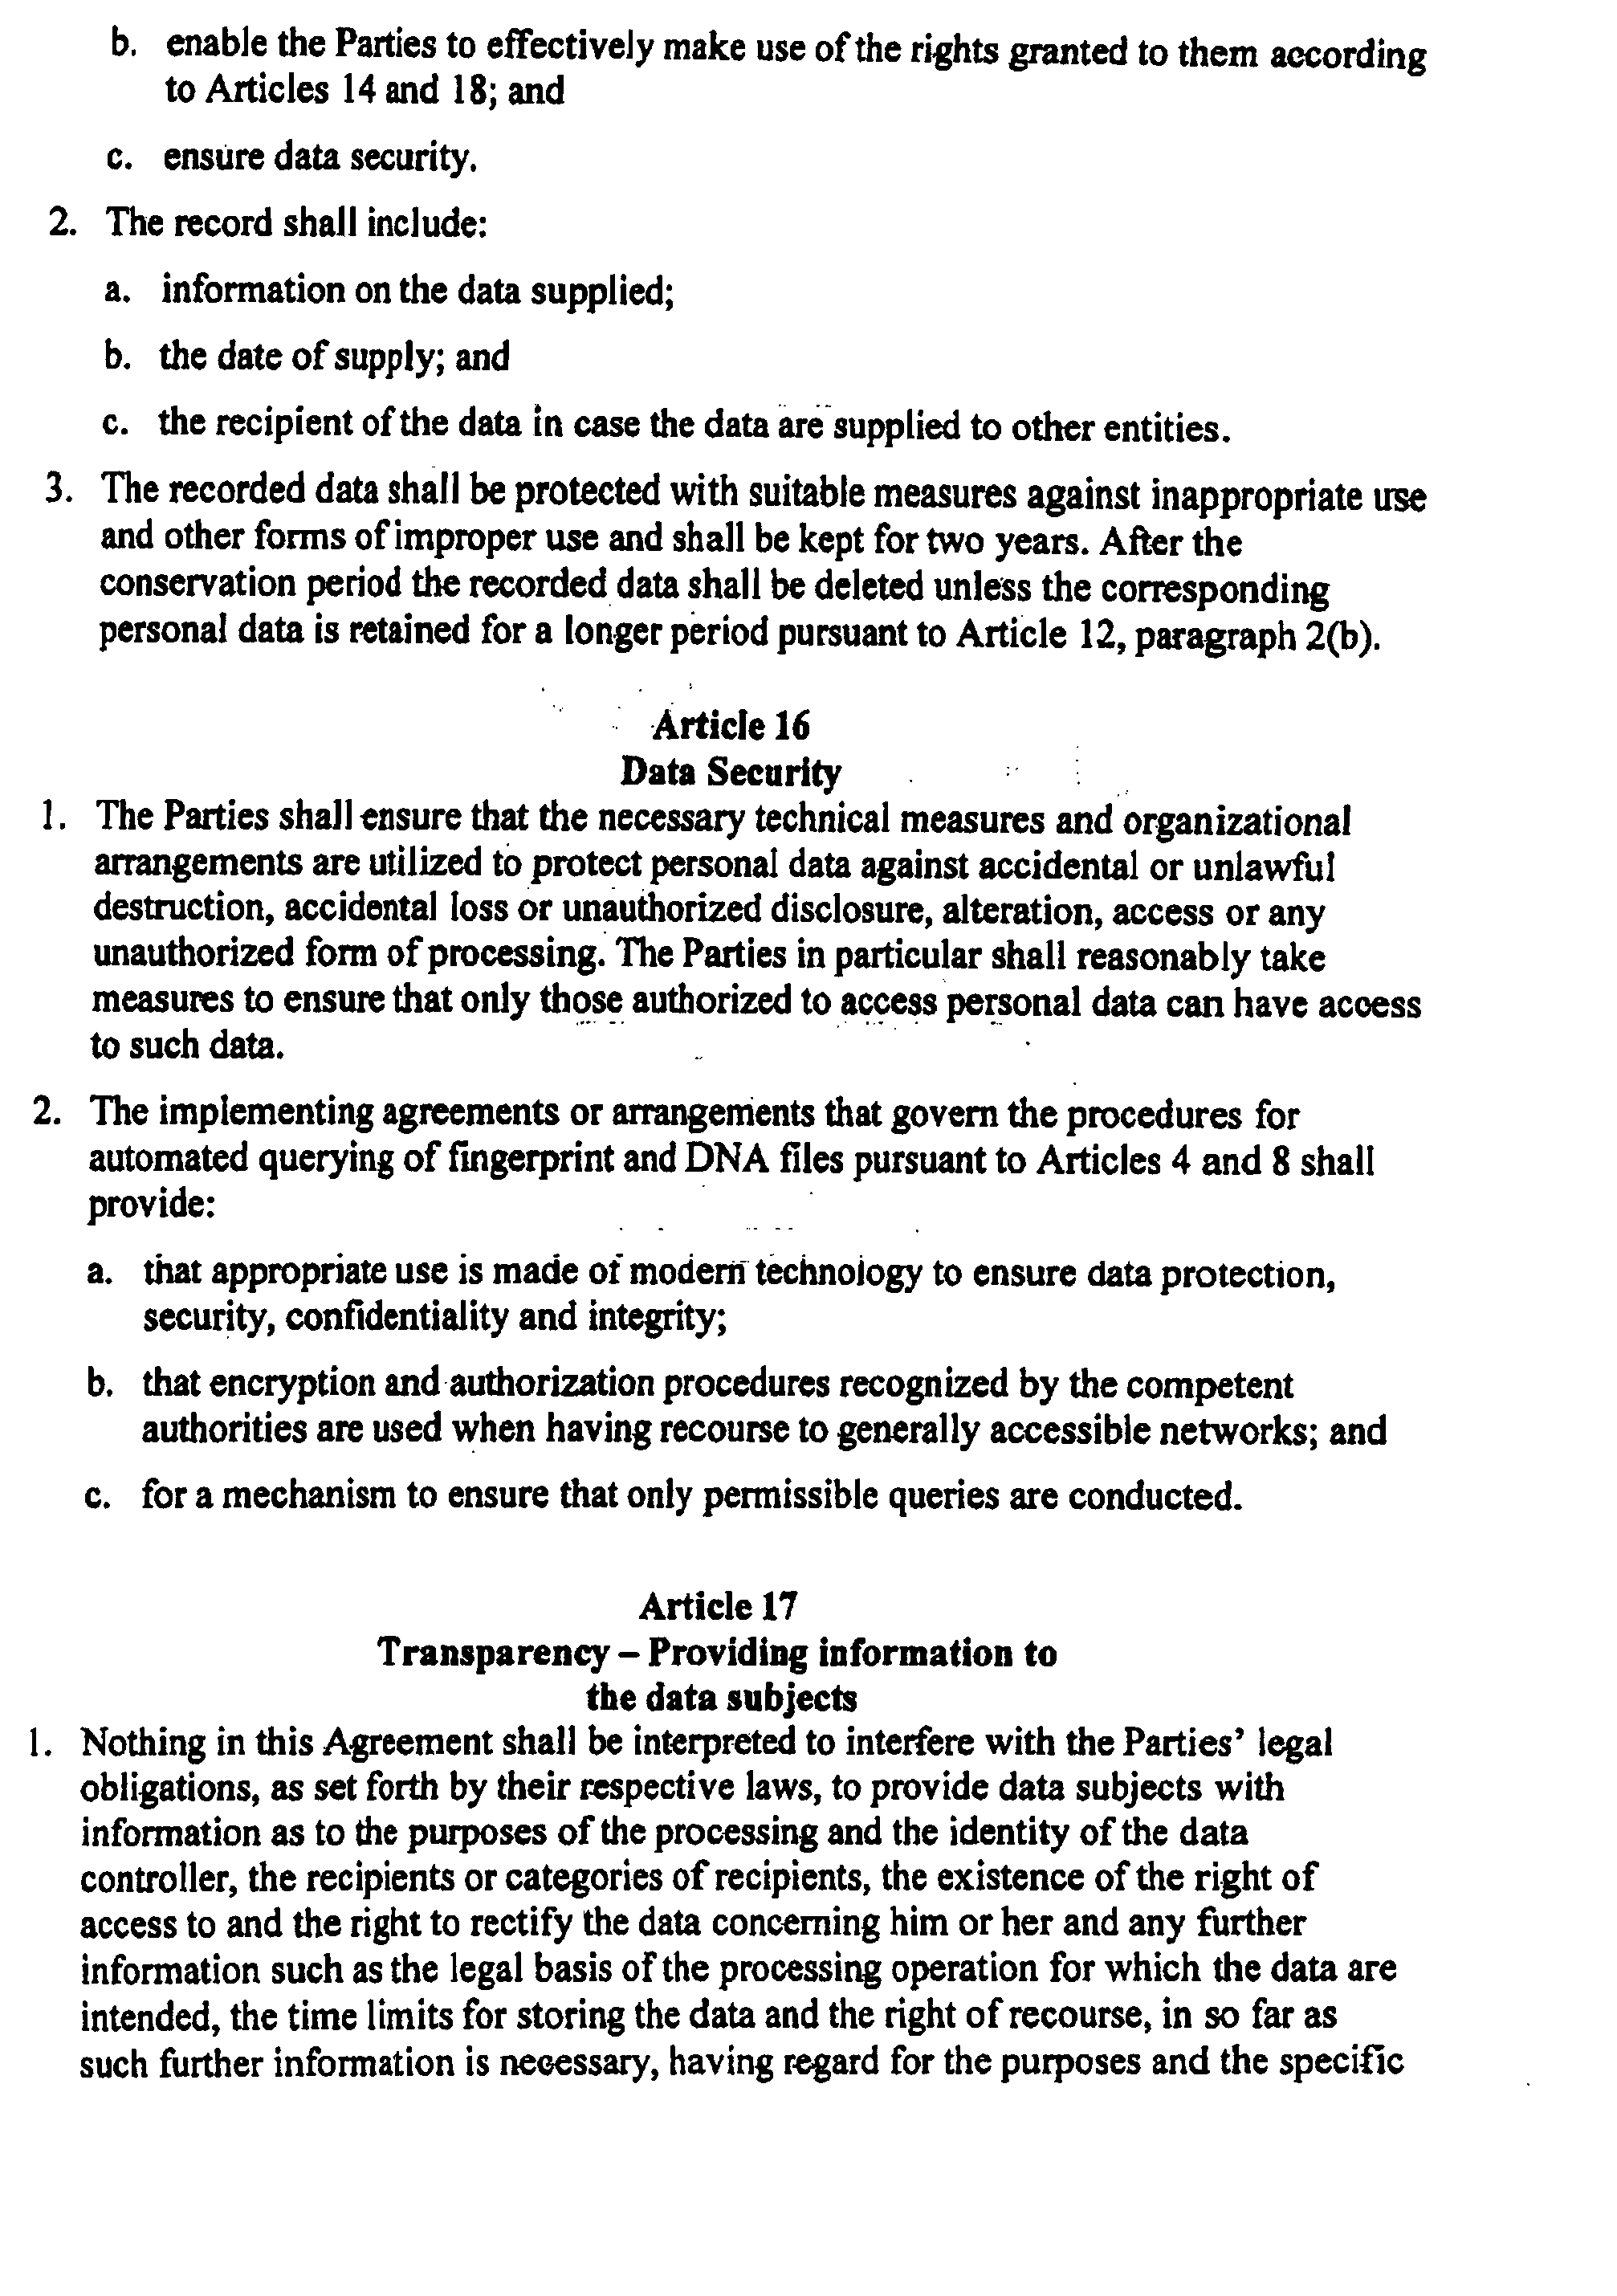 b. enable the Parties to effectively make use of the rights granted to them according
to Articles 14 and 18; and
c. ensure data security.
2. The record shall include:
a. information on the data supplied;
b. the date of supply; and
c. the recipient of the data in case the data are supplied to other entities.
3. The recorded data shall be protected with suitable measures against inappropriate use
and other forms of improper use and shall be kept for two years. After the
conservation period the recorded data shall be deleted unless the corresponding
personal data is retained for a longer period pursuant to Article 12, paragraph 2(b).
Article 16
Data Security
1. The Parties shall ensure that the necessary technical measures and organizational
arrangements are utilized to protect personal data against accidental or unlawful
destruction, accidental loss or unauthorized disclosure, alteration, access or any
unauthorized form of processing. The Parties in particular shall reasonably take
measures to ensure that only those authorized to access personal data can have access
to such data.
2. The implementing agreements or arrangements that govern the procedures for
automated querying of fingerprint and DNA files pursuant to Articles 4 and 8 shall
provide:
a. that appropriate use is made of modern technology to ensure data protection,
security, confidentiality and integrity;
b. that encryption and authorization procedures recognized by the competent
authorities are used when having recourse to generally accessible networks; and
c. for a mechanism to ensure that only permissible queries are conducted.
Article 17
Transparency – Providing information to
the data subjects
1. Nothing in this Agreement shall be interpreted to interfere with the Parties' legal
obligations, as set forth by their respective laws, to provide data subjects with
information as to the purposes of the processing and the identity of the data
controller, the recipients or categories of recipients, the existence of the right of
access to and the right to rectify the data concerning him or her and any further
information such as the legal basis of the processing operation for which the data are
intended, the time limits for storing the data and the right of recourse, in so far as
such further information is necessary, having regard for the purposes and the specific